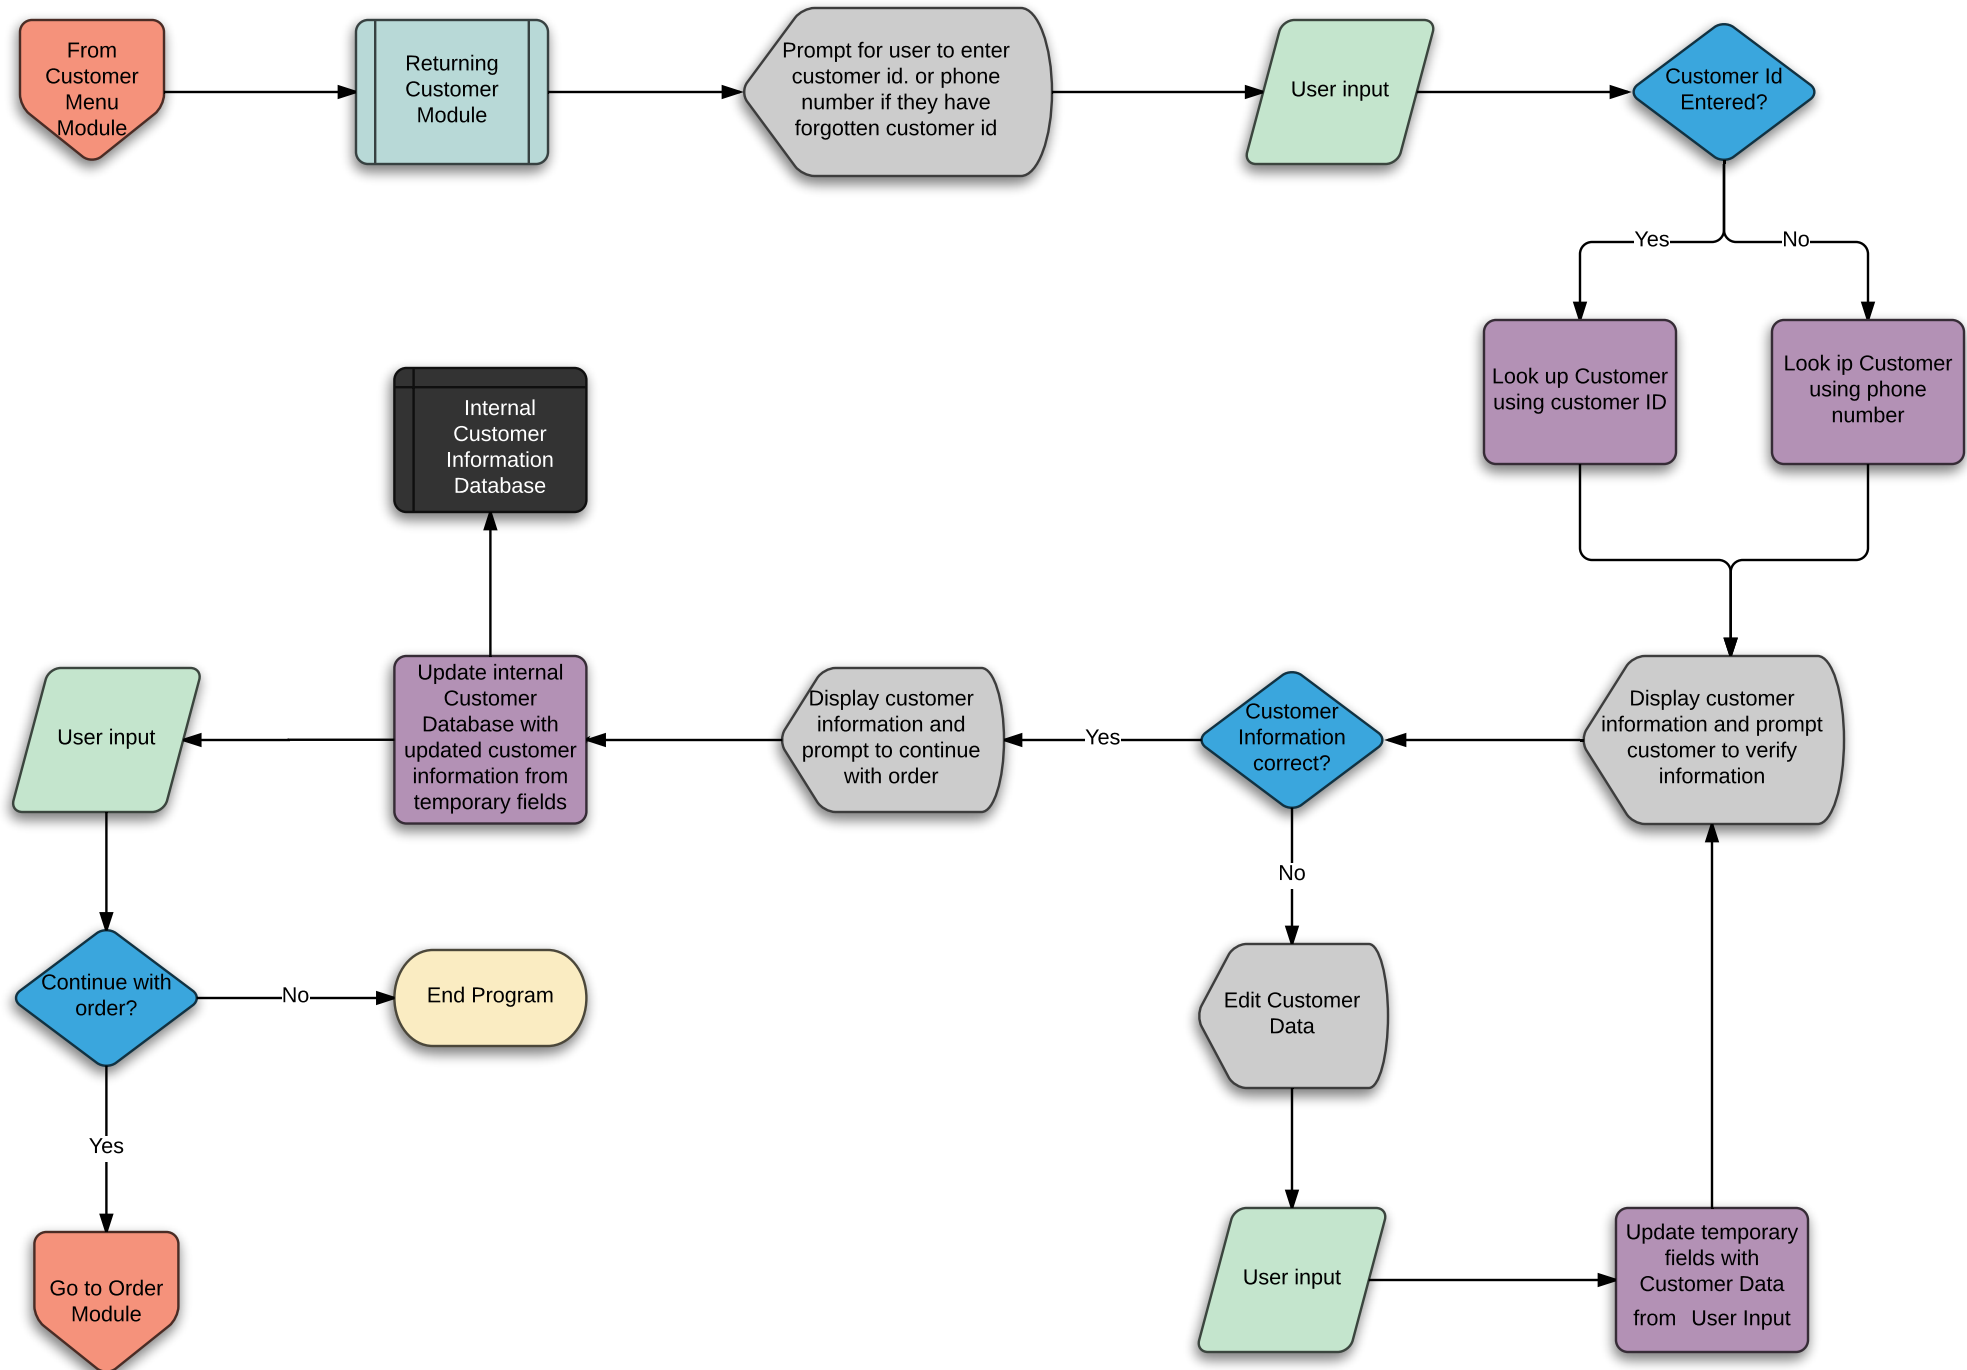 From
Customer
Menu
Module
Returning
Customer
Module
Prompt for user to enter
customer id. or phone
number if they have
forgotten customer id
User input
Customer Id
Entered?
Yes
No
Look up Customer
using customer ID
Look ip Customer
using phone
number
Internal
Customer
Information
Database
User input
Update internal
Customer
Database with
updated customer
information from
temporary fields
Display customer
information and
prompt to continue
with order
Yes
Customer
Information
correct?
Display customer
information and prompt
customer to verify
information
No
Continue with
order?
No
End Program
Edit Customer
Data
Yes
Go to Order
Module
User input
Update temporary
fields with
Customer Data
from User Input